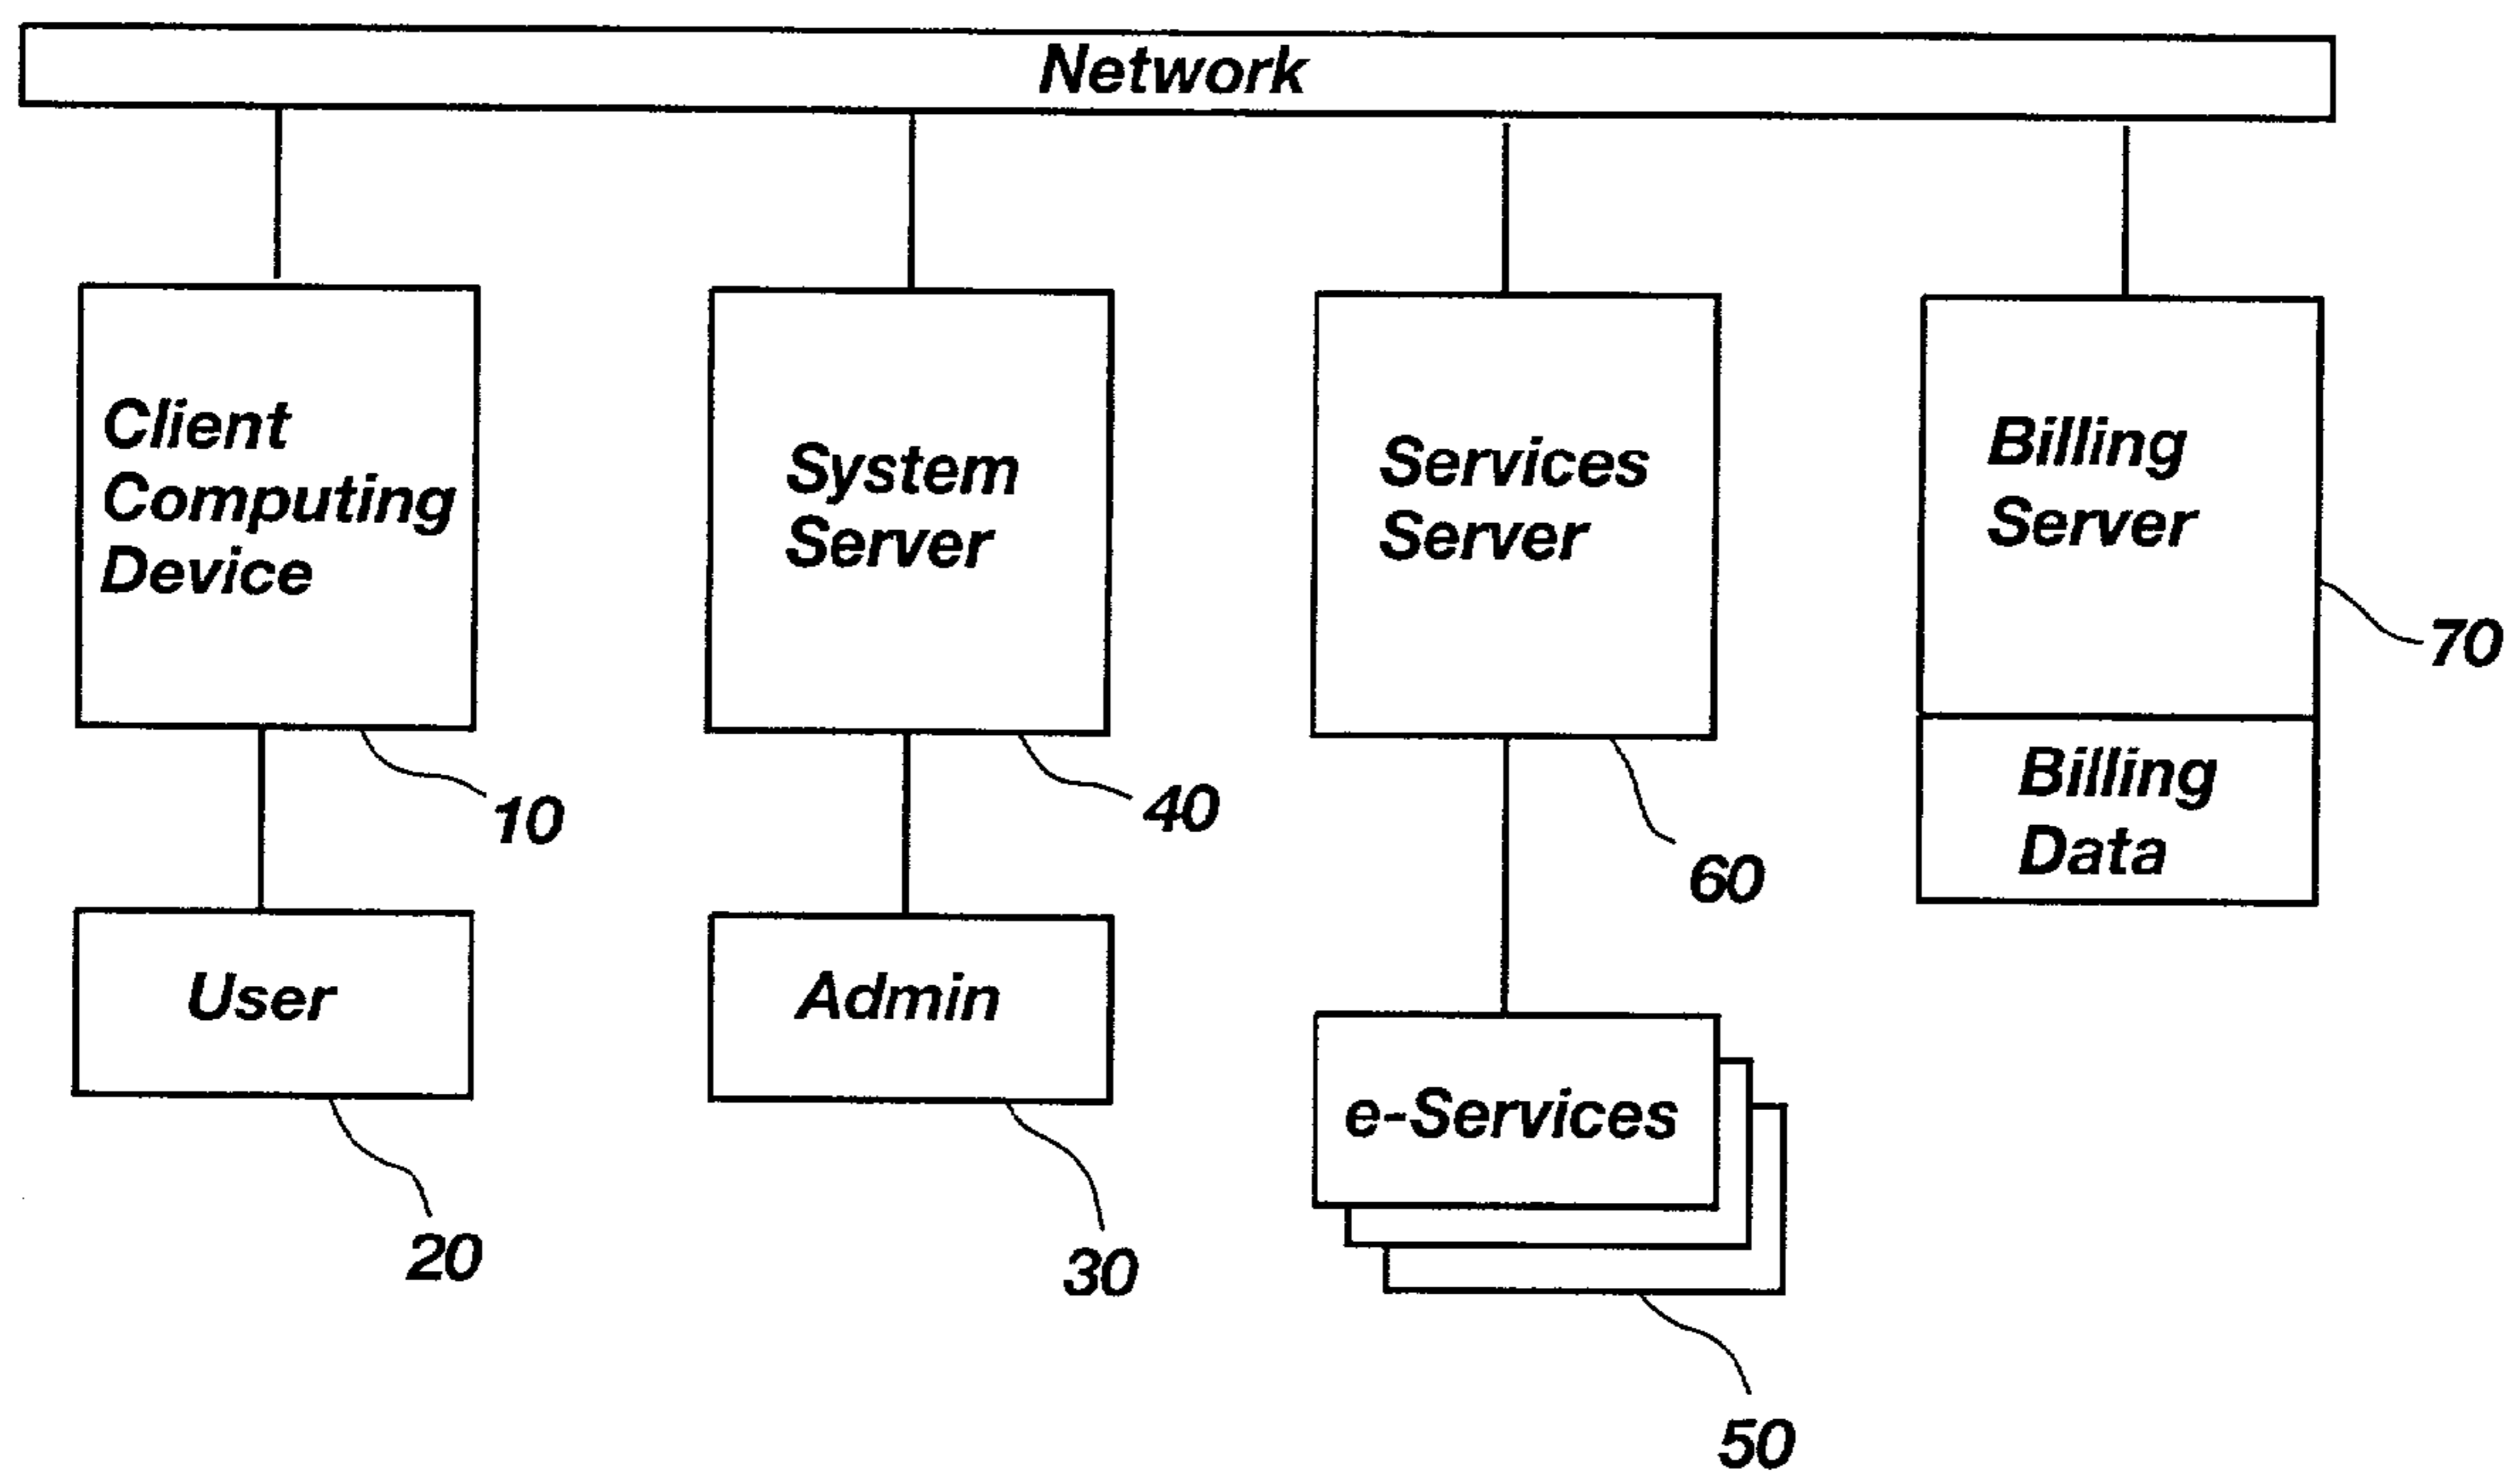 Network
Client
Computing
Device
System
Server
Services
Server
Billing
Server
70
Billing
Data
10
40
60
User
Admin
e-Services
20
30
50